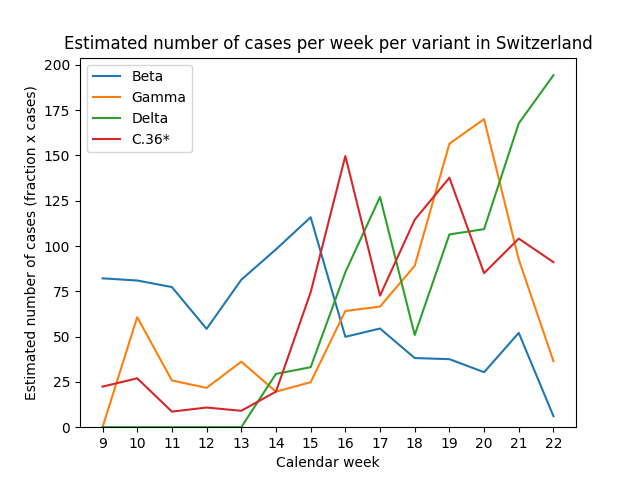 Estimated number of cases per week per variant in Switzerland
Estimated number of cases (fraction x cases)
200
175
150
125
100
75
50
25
0
Beta
Gamma
Delta
C.36*
9 10 11 12 13 14 15 16 17 18 19 20 21 22
Calendar week